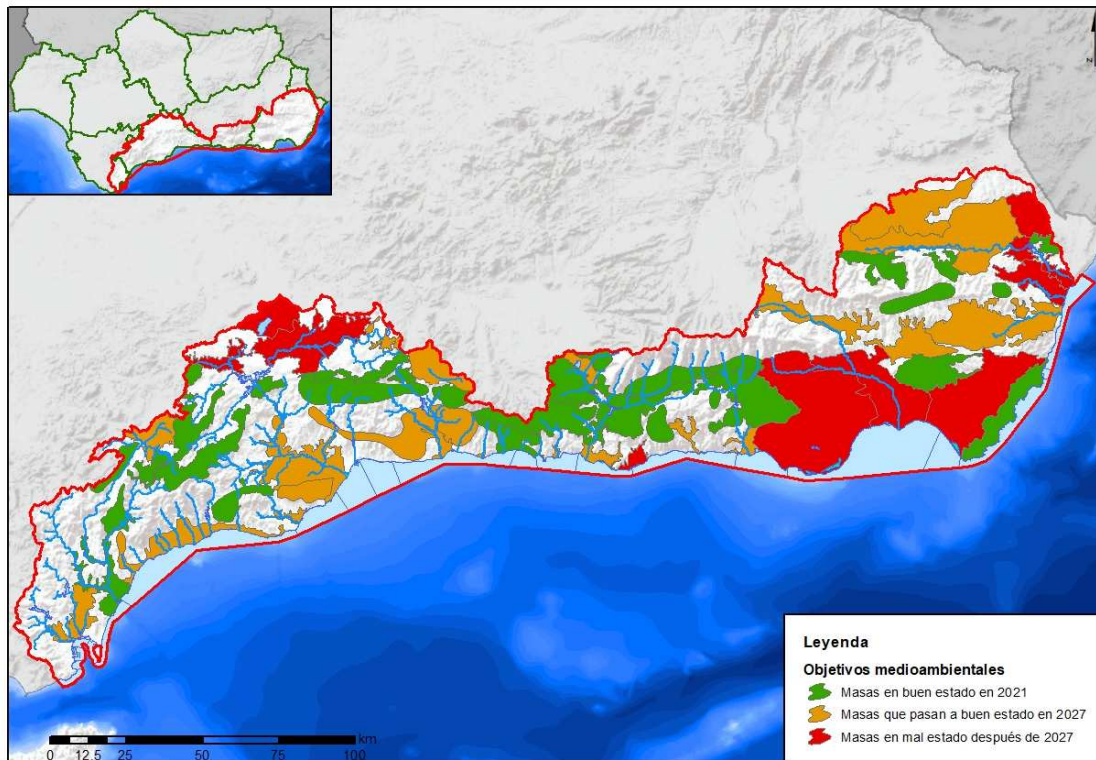 N
Leyenda
Objetivos medioambientales
Masas en buen estado en 2021
Masas que pasan a buen estado en 2027
Masas en mal estado después de 2027
km
0 12.5 25 50 75 100